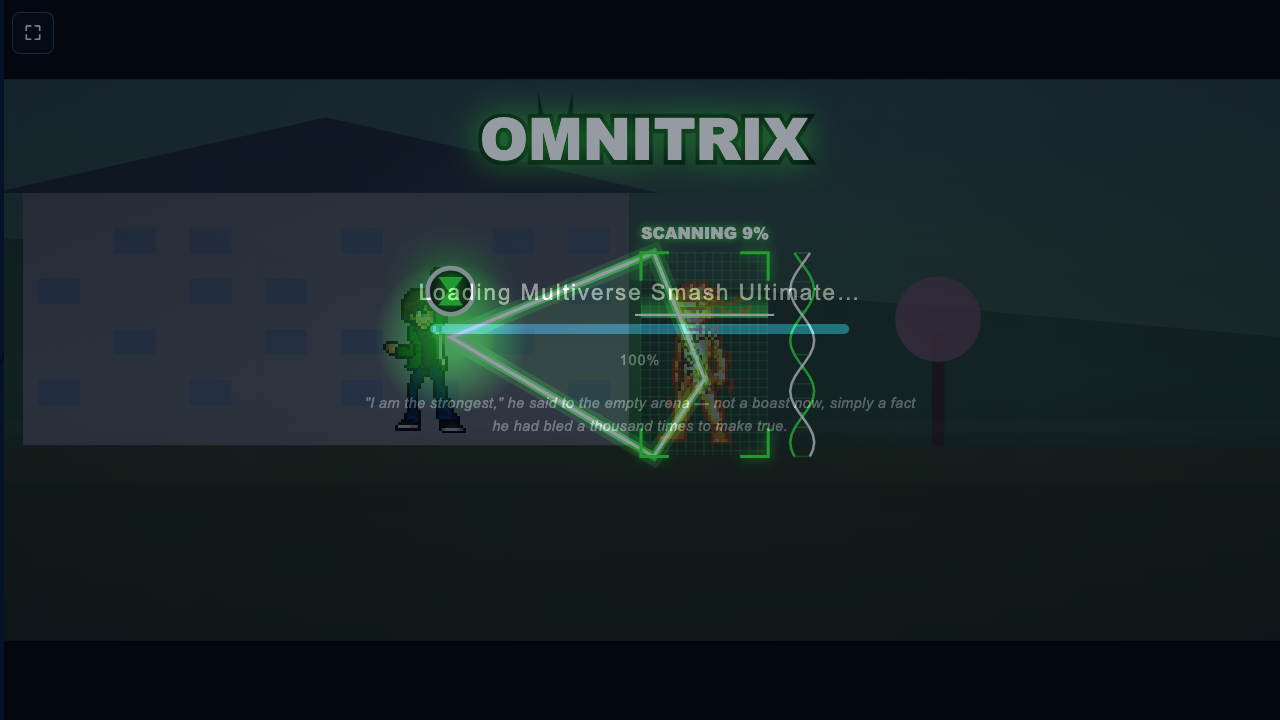 OMNITRIX
SCANNING 9%
Loading Multiverse Smash Ultimate...
100%
"I am the strongest," he said to the empty arena — not a boast now, simply a fact
he had bled a thousand times to make true.